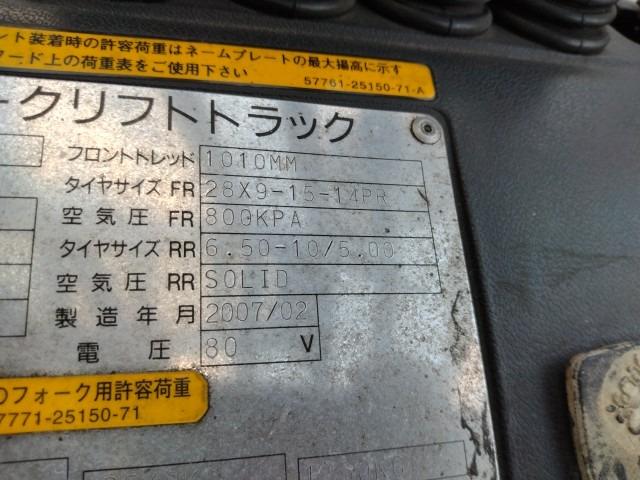 ント装着時の許容荷重はネームプレートの最大揚高に示す
ード上の荷重表をご使用下さい
57761-25150-71-A
ークリフトトラック
フロントトレッド 1010MM
タイヤサイズ FR 28X9-15-14PR
空気圧 FR 800KPA
タイヤサイズ RR 6.50-10/5.00
空気圧 RR SOLID
製造年月 2007/02
電圧 80 V
のフォーク用許容荷重
7771-25150-71